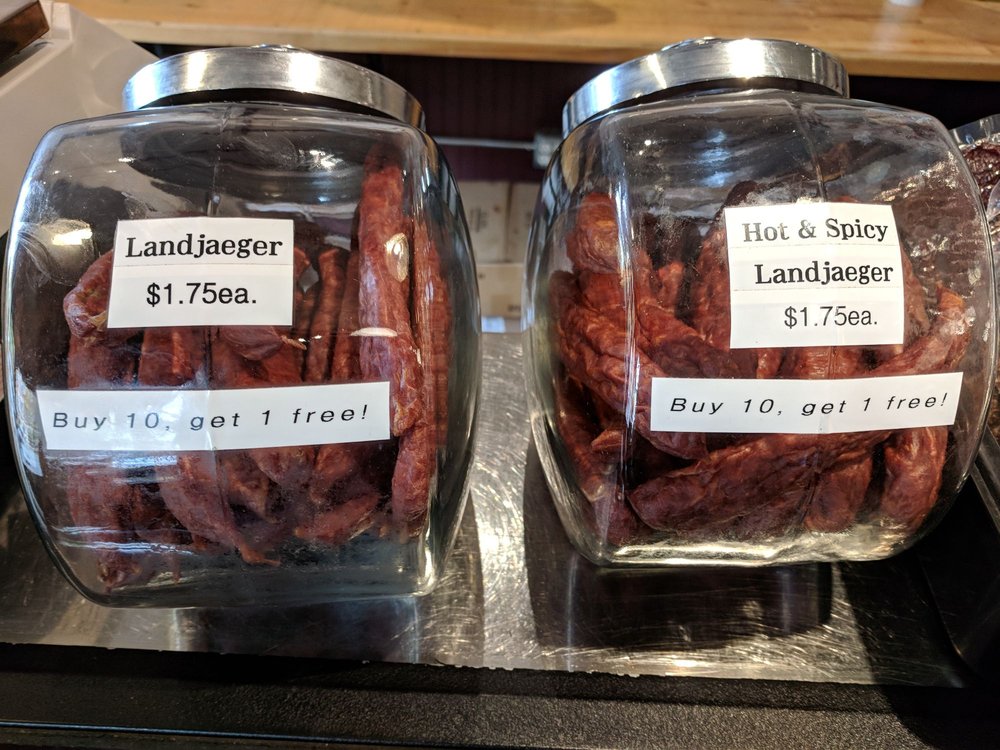 Landjaeger
$1.75ea.
Buy 10, get 1 free!
Hot & Spicy
Landjaeger
$1.75ea.
Buy 10, get 1 free!